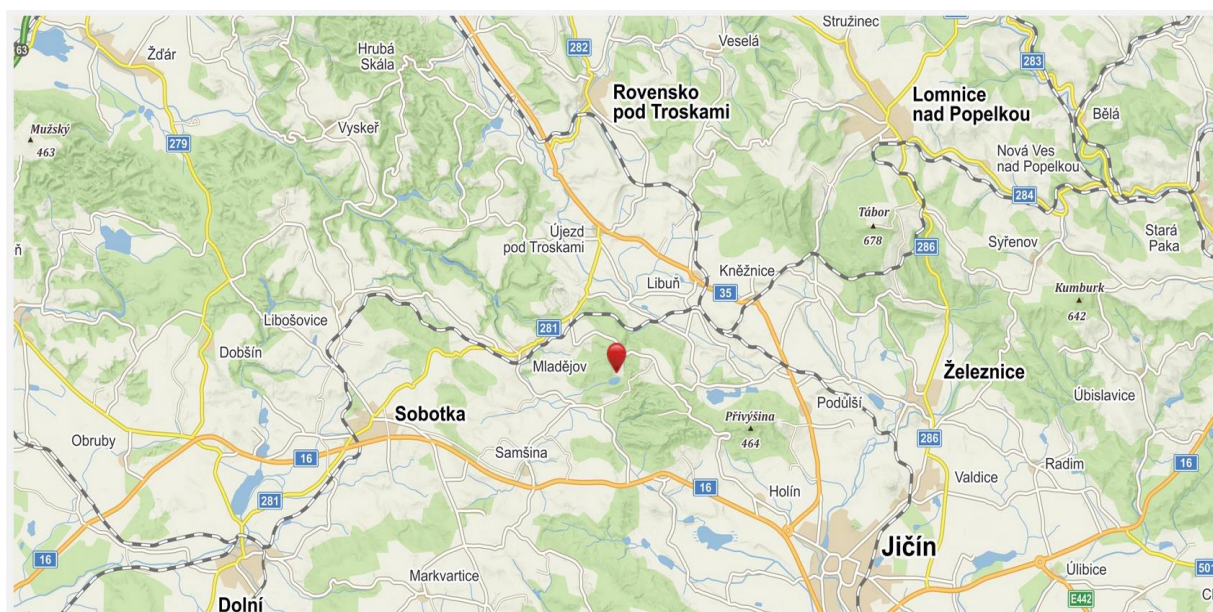 Stružinec
63
Žďár
Hrubá
Skála
282
Veselá
283
Rovensko
pod Troskami
Lomnice
nad Popelkou
Bělá
Mužský
463
279
Vyskeř
Nová Ves
nad Popelkou
284
Tábor
678
Újezd
pod Troskami
286
Syřenov
Stará
Paka
ň
Kněžnice
Libuň
35
Kumburk
642
Libošovice
281
Dobšín
Mladějov
Železnice
Sobotka
Podůlší
Úbislavice
Přivýšina
464
Obruby
16
Samšina
286
Radim
16
Valdice
281
16
Holín
Jičín
16
Markvartice
Úlibice
501
Dolní
E442